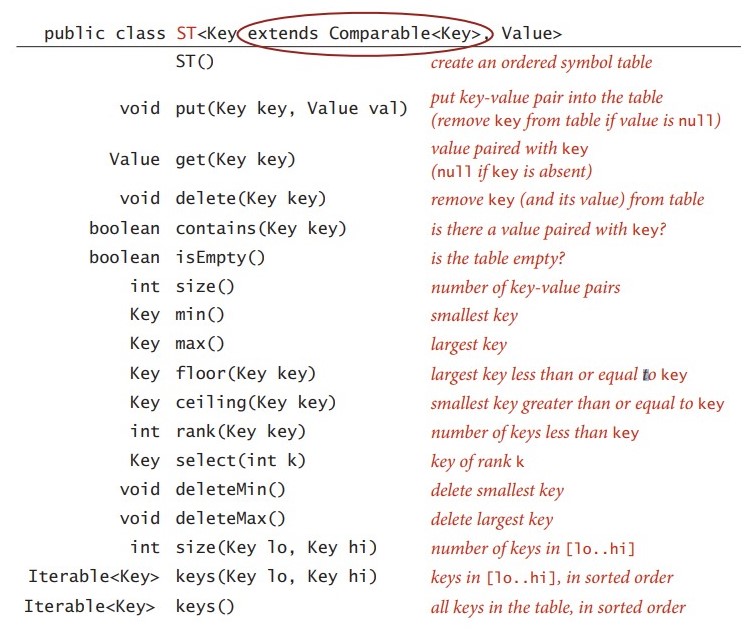 public class ST<Key extends Comparable<Key>, Value>
ST() create an ordered symbol table
void put(Key key, Value val) put key-value pair into the table
(remove key from table if value is null)
Value get(Key key) value paired with key
(null if key is absent)
void delete(Key key) remove key (and its value) from table
boolean contains(Key key) is there a value paired with key?
boolean isEmpty() is the table empty?
int size() number of key-value pairs
Key min() smallest key
Key max() largest key
Key floor(Key key) largest key less than or equal to key
Key ceiling(Key key) smallest key greater than or equal to key
int rank(Key key) number of keys less than key
Key select(int k) key of rank k
void deleteMin() delete smallest key
void deleteMax() delete largest key
int size(Key lo, Key hi) number of keys in [lo..hi]
Iterable<Key> keys(Key lo, Key hi) keys in [lo..hi], in sorted order
Iterable<Key> keys() all keys in the table, in sorted order